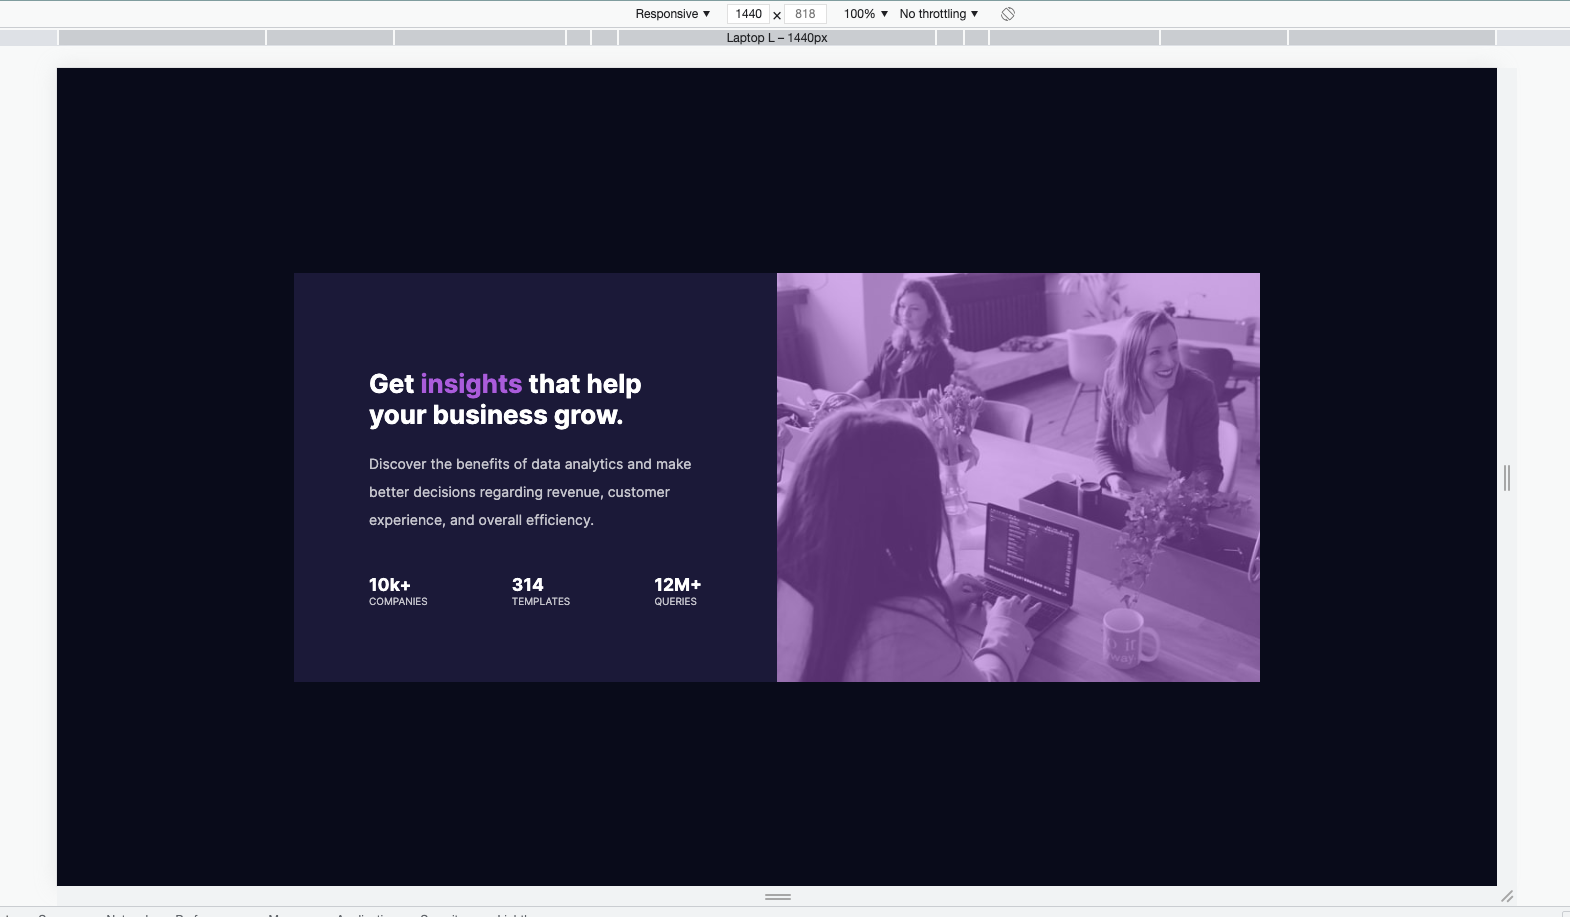 Responsive ▼ 1440 × 818 100% ▼ No throttling ▼
Laptop L – 1440px
Get insights that help
your business grow.
Discover the benefits of data analytics and make
better decisions regarding revenue, customer
experience, and overall efficiency.
10k+ 314 12M+
COMPANIES TEMPLATES QUERIES